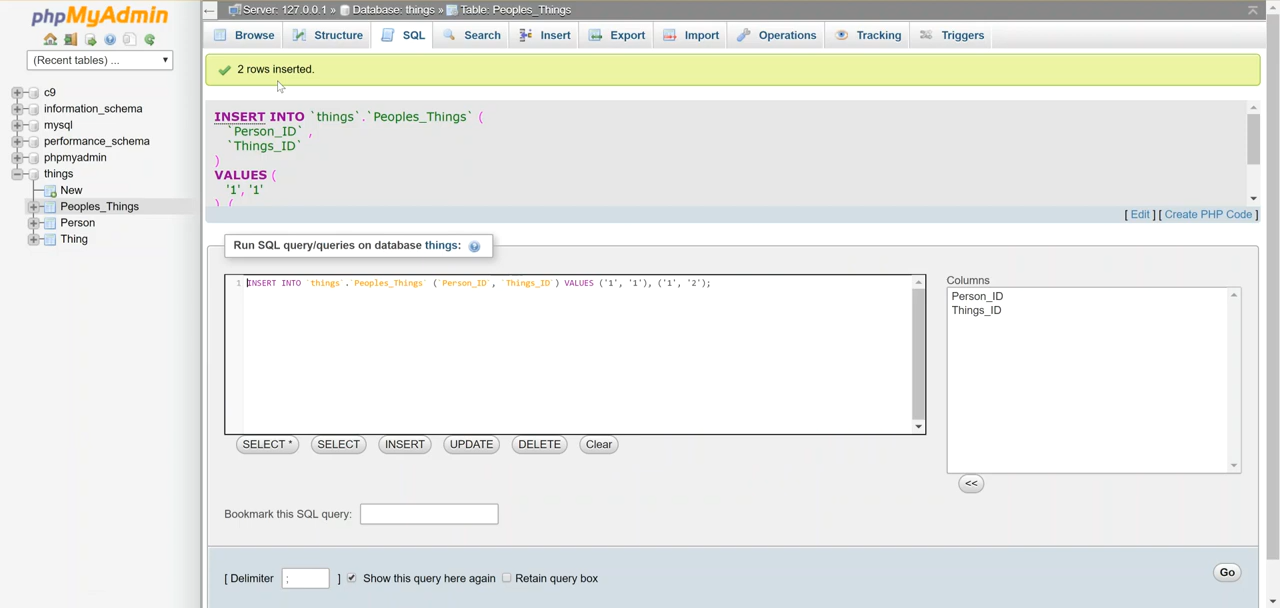 phpMyAdmin
(Recent tables) ...
c9
information_schema
mysql
performance_schema
phpmyadmin
things
New
Peoples_Things
Person
Thing
Server: 127.0.0.1 » Database: things » Table: Peoples_Things
Browse Structure SQL Search Insert Export Import Operations Tracking Triggers
2 rows inserted.
INSERT INTO `things`.`Peoples_Things` (
`Person_ID` ,
`Things_ID`
)
VALUES (
'1', '1'
) (
[ Edit ] [ Create PHP Code ]
Run SQL query/queries on database things:
1 INSERT INTO `things`.`Peoples_Things` (`Person_ID`, `Things_ID`) VALUES ('1', '1'), ('1', '2');
Columns
Person_ID
Things_ID
SELECT * SELECT INSERT UPDATE DELETE Clear
<<
Bookmark this SQL query:
[ Delimiter ; ] Show this query here again Retain query box
Go